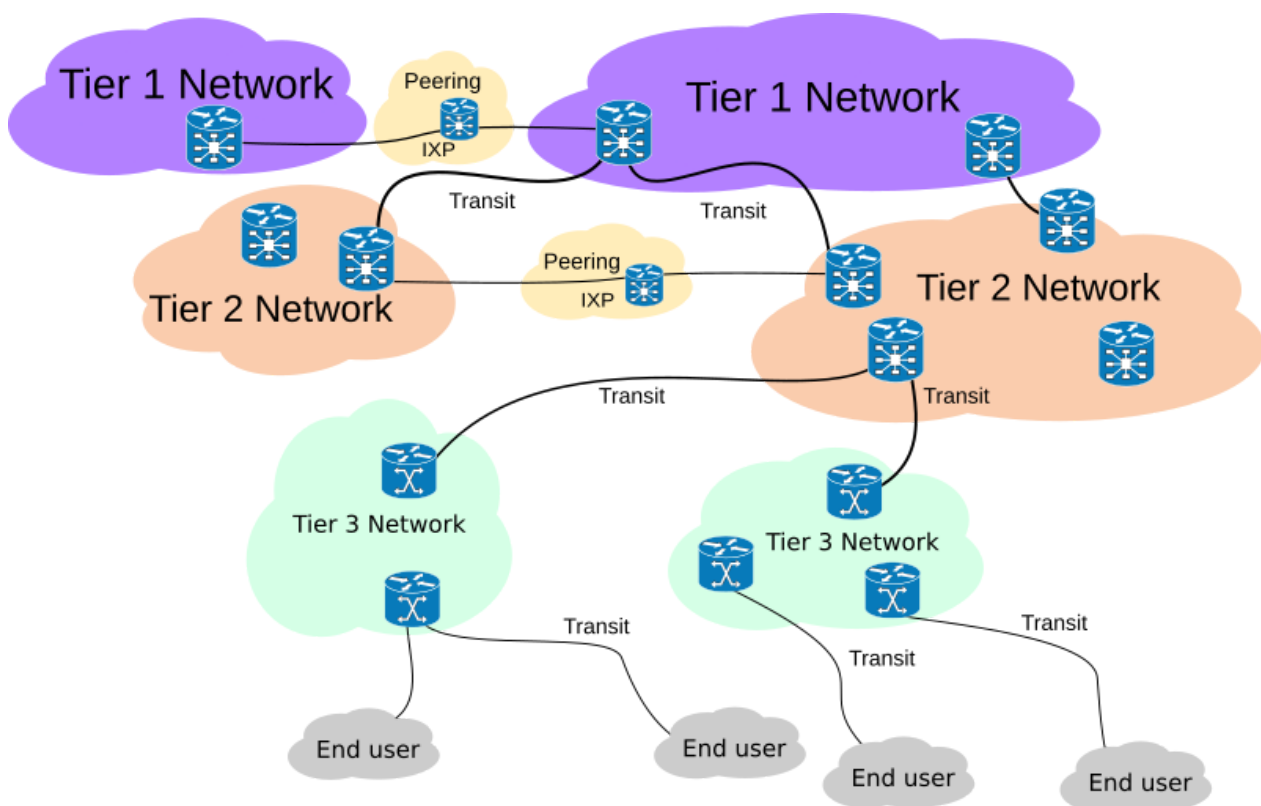 Tier 1 Network
Peering
IXP
Tier 1 Network
Transit
Transit
Tier 2 Network
Peering
IXP
Tier 2 Network
Transit
Transit
Tier 3 Network
Tier 3 Network
Transit
Transit
Transit
End user
End user
End user
End user